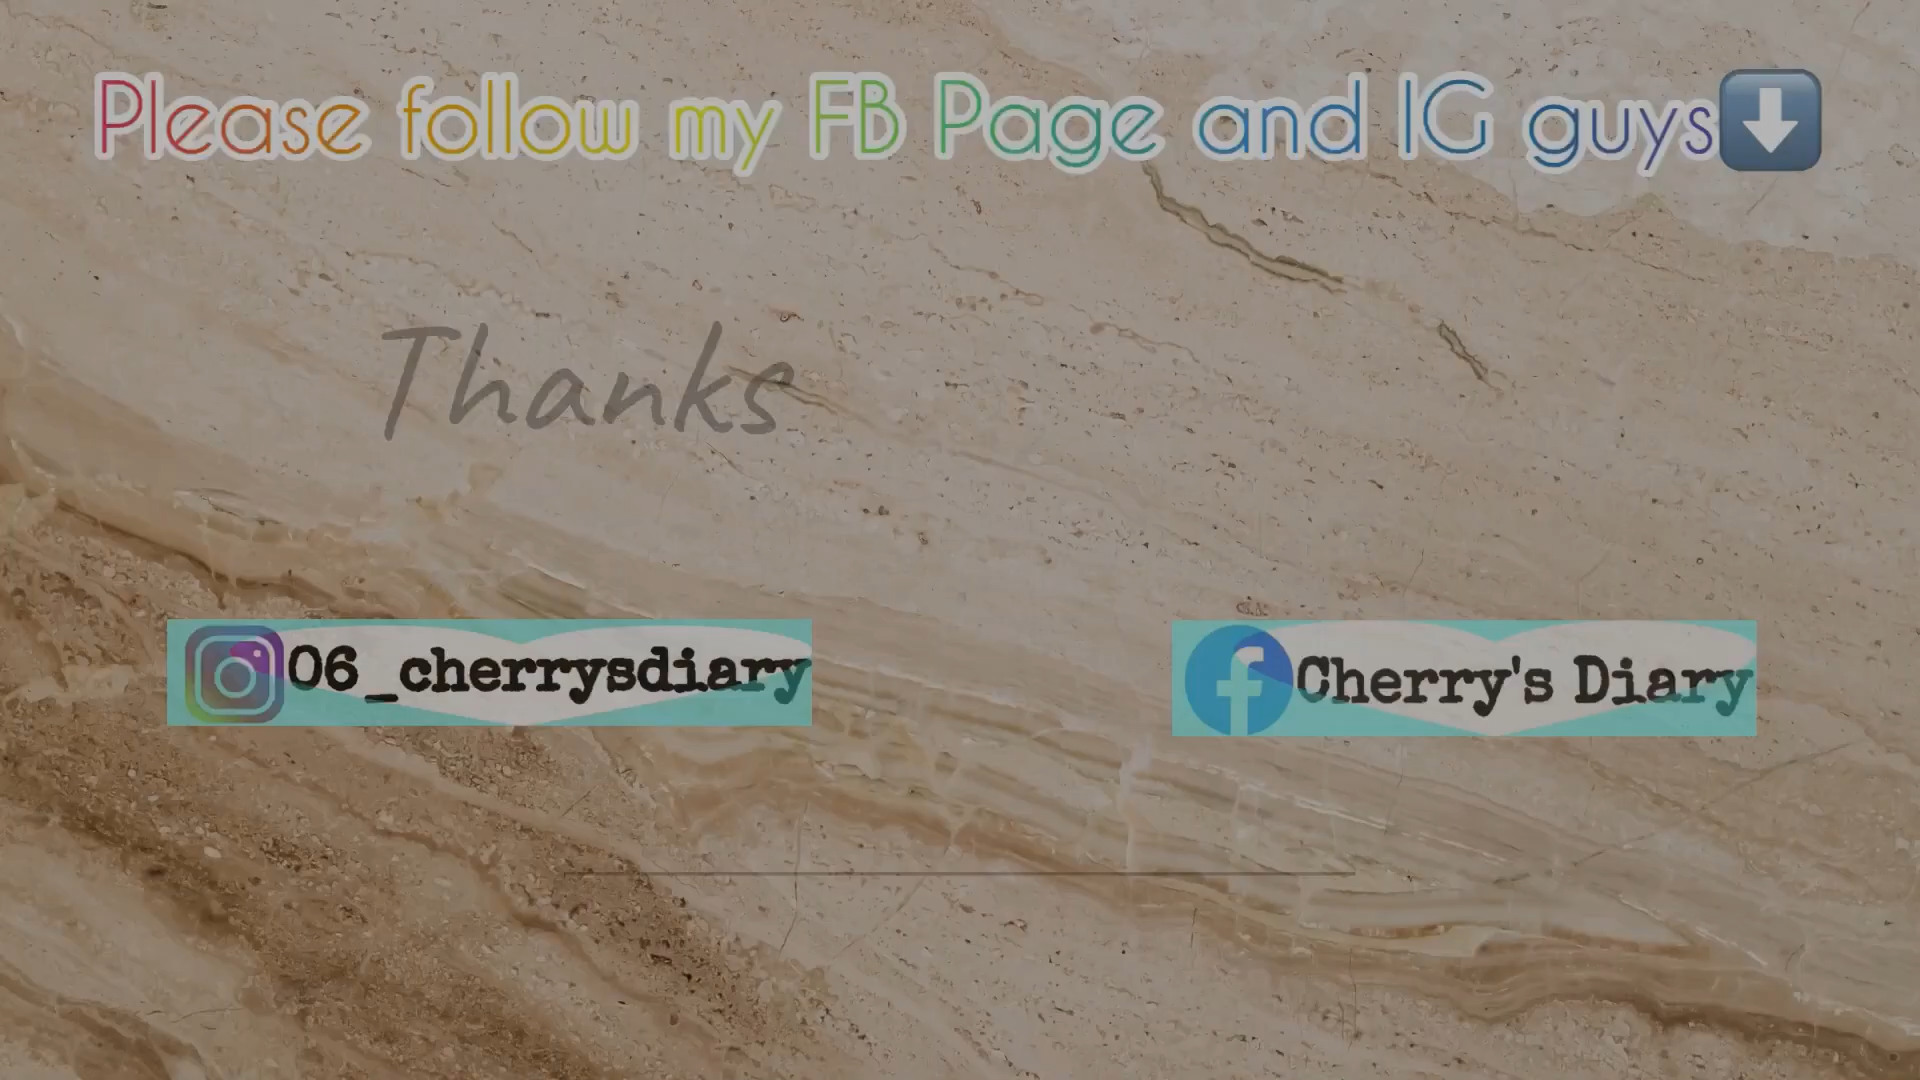 Please follow my FB Page and IG guys⬇️
Thanks
06_cherrysdiary
Cherry's Diary